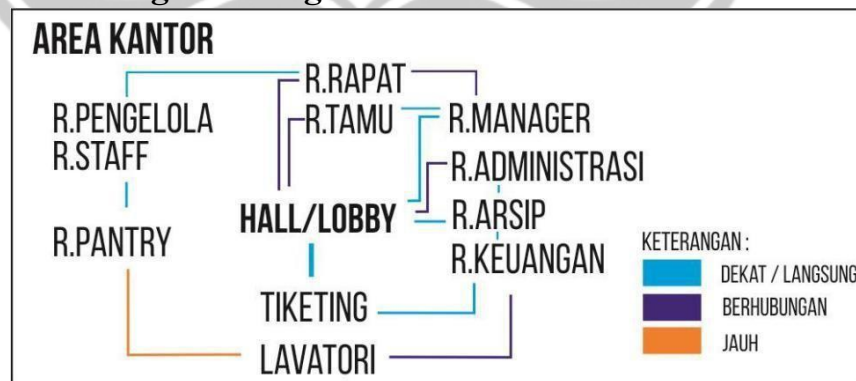 AREA KANTOR
R.RAPAT
R.PENGELOLA
R.TAMU
R.MANAGER
R.STAFF
R.ADMINISTRASI
HALL/LOBBY
R.ARSIP
R.PANTRY
R.KEUANGAN
TIKETING
LAVATORI
KETERANGAN :
DEKAT / LANGSUNG
BERHUBUNGAN
JAUH